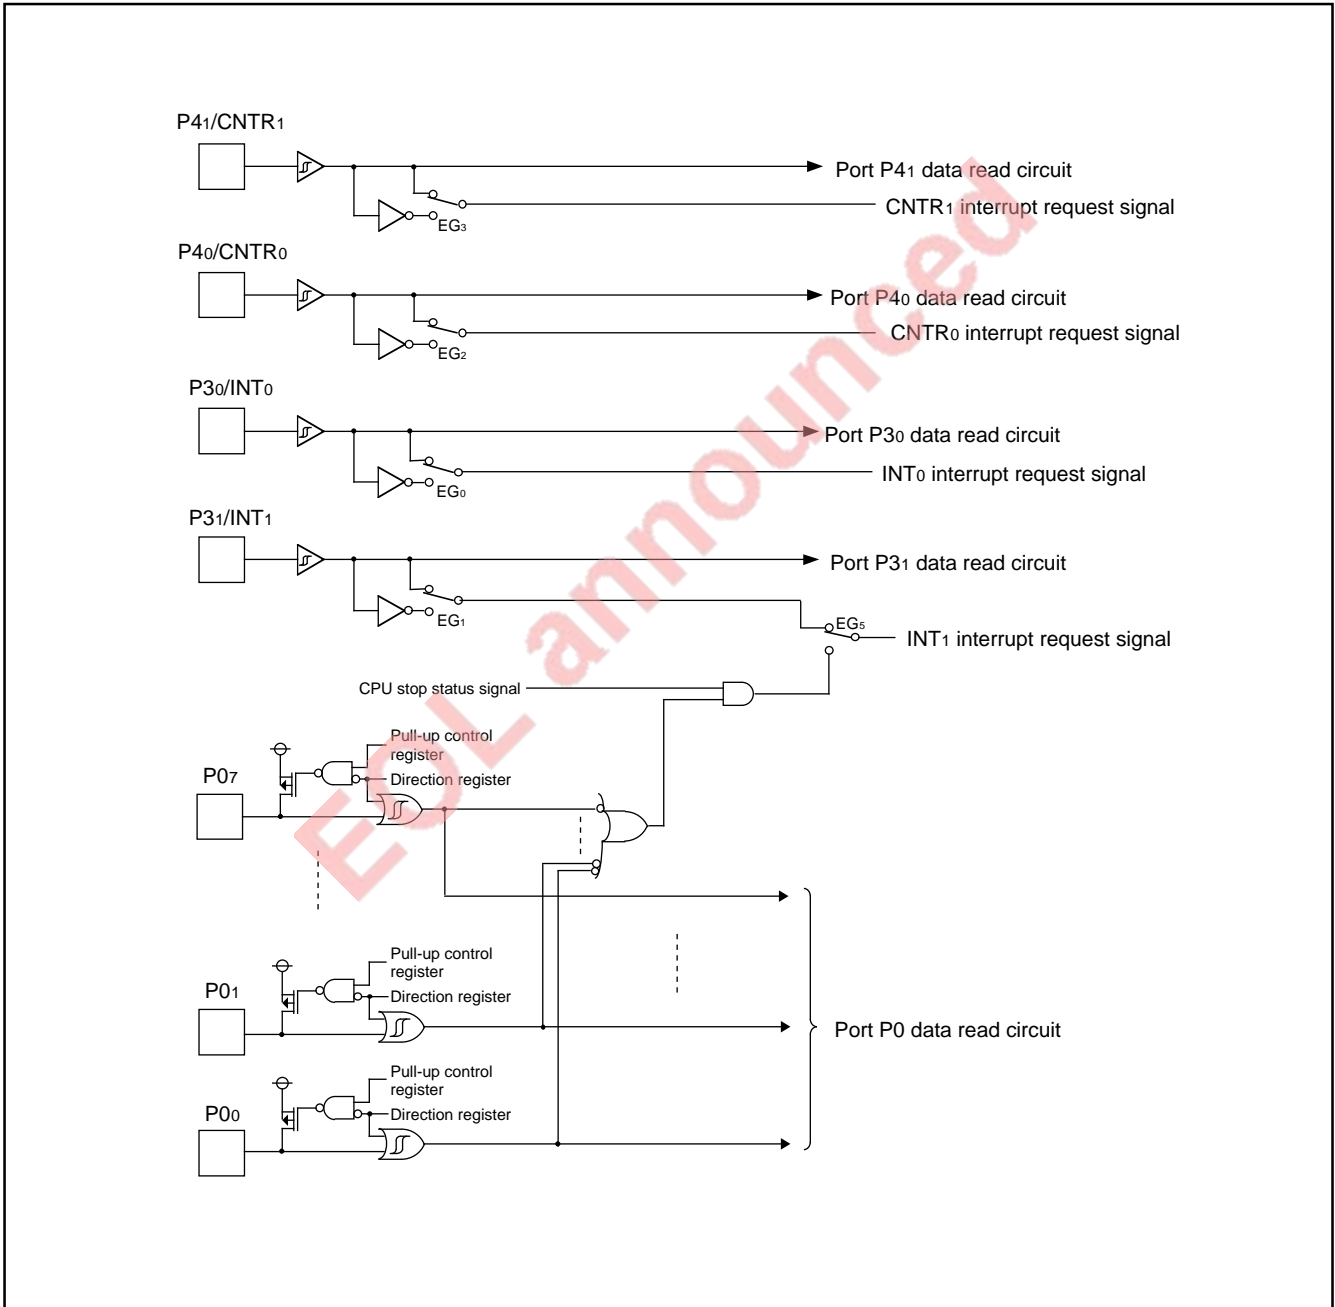 P41/CNTR1
Port P41 data read circuit
CNTR1 interrupt request signal
EG3
P40/CNTR0
Port P40 data read circuit
CNTR0 interrupt request signal
EG2
P30/INT0
Port P30 data read circuit
INT0 interrupt request signal
EG0
P31/INT1
Port P31 data read circuit
EG1
EG5
INT1 interrupt request signal
CPU stop status signal
Pull-up control
register
P07
Direction register
Pull-up control
register
P01
Direction register
Port P0 data read circuit
Pull-up control
register
P00
Direction register
EOL announced